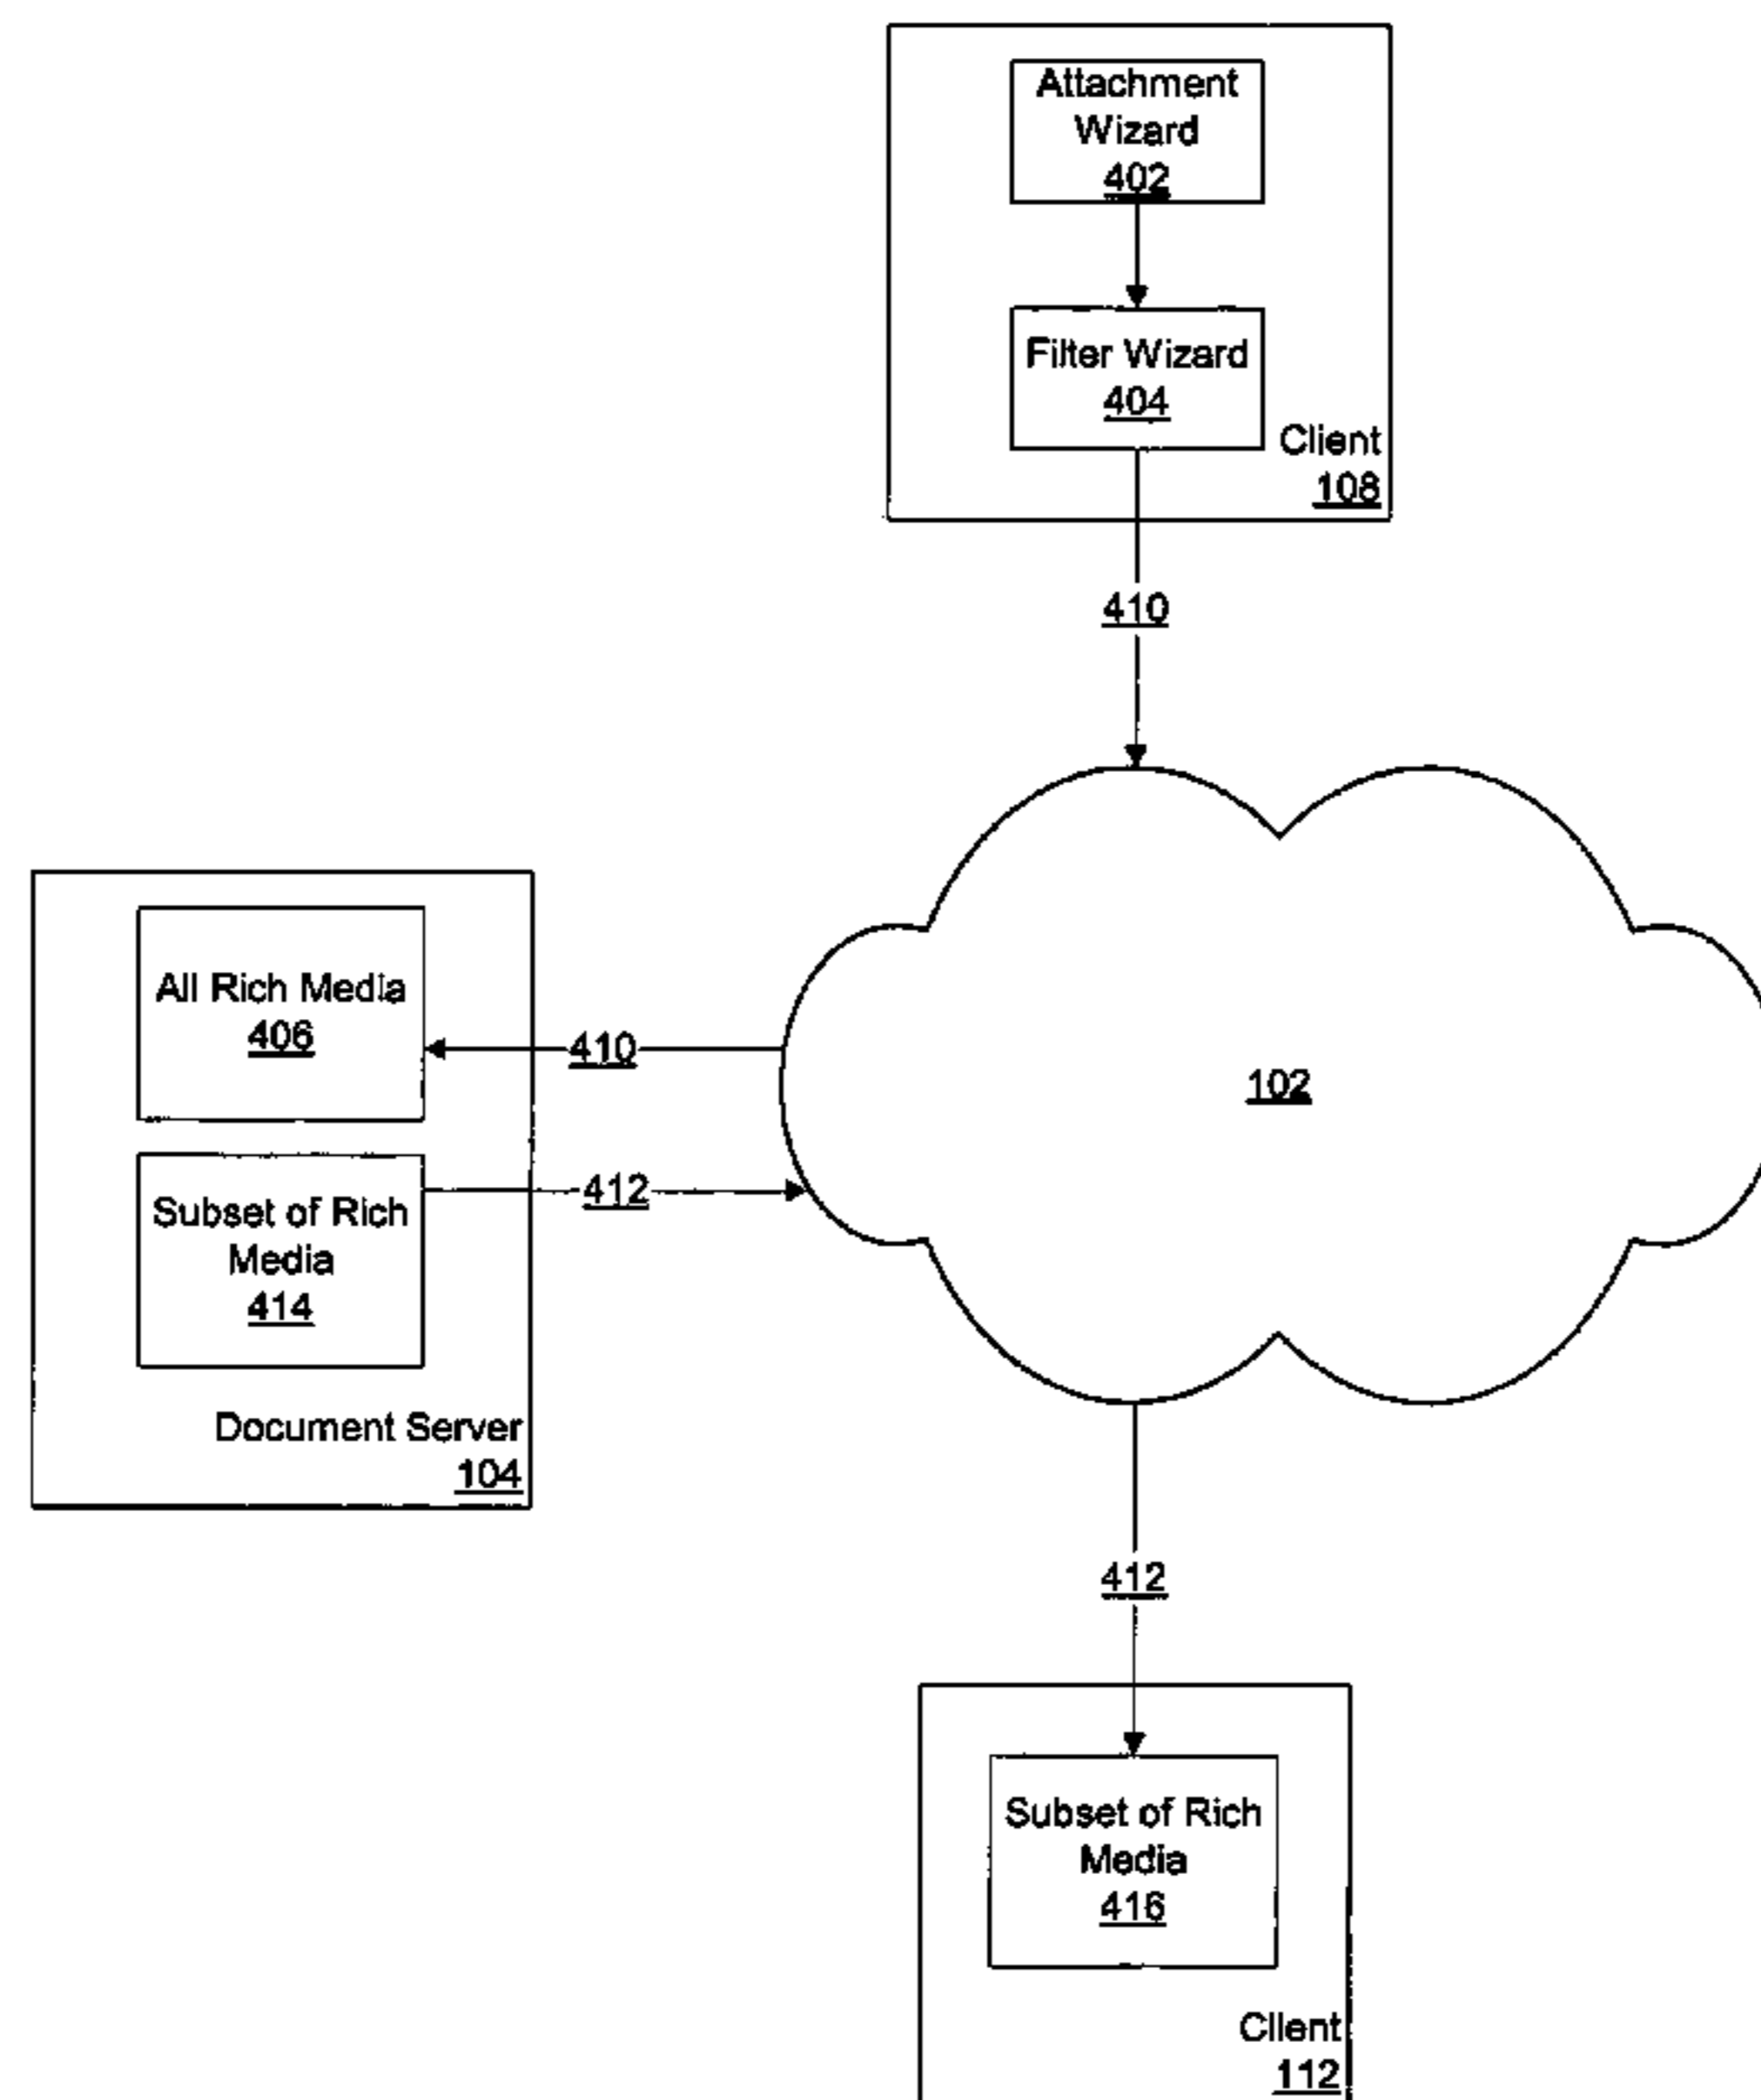 Attachment
Wizard
402
Filter Wizard
404
Client
108
410
All Rich Media
406
410
102
Subset of Rich
Media
414
412
Document Server
104
412
Subset of Rich
Media
416
Client
112